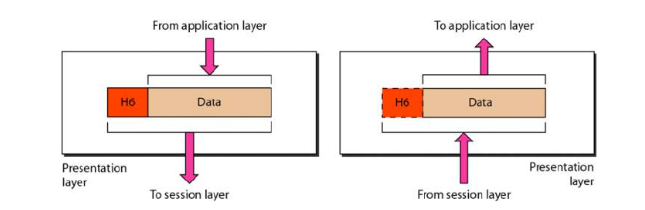 From application layer
To application layer
H6
Data
H6
Data
Presentation
layer
Presentation
layer
To session layer
From session layer